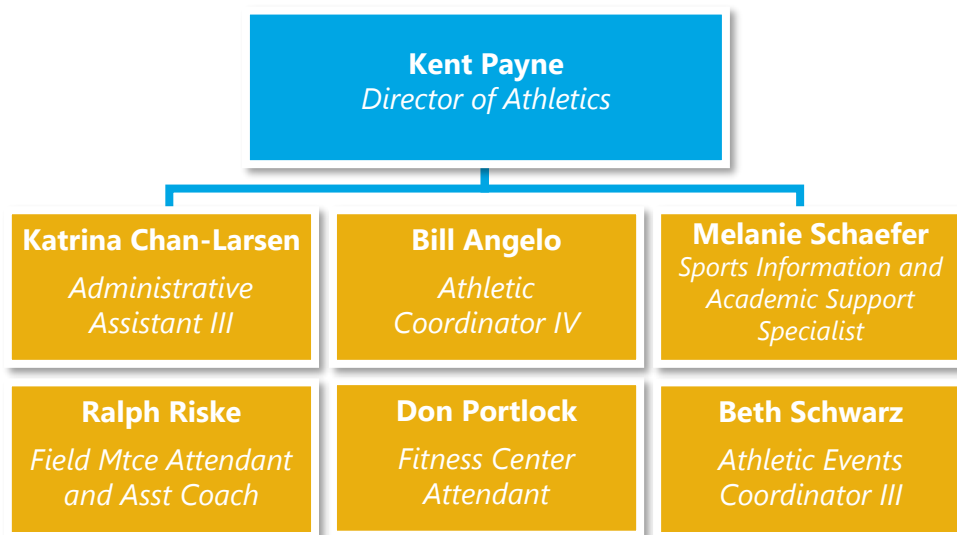 Kent Payne
Director of Athletics
Katrina Chan-Larsen
Administrative
Assistant III
Bill Angelo
Athletic
Coordinator IV
Melanie Schaefer
Sports Information and
Academic Support
Specialist
Ralph Riske
Field Mtce Attendant
and Asst Coach
Don Portlock
Fitness Center
Attendant
Beth Schwarz
Athletic Events
Coordinator III